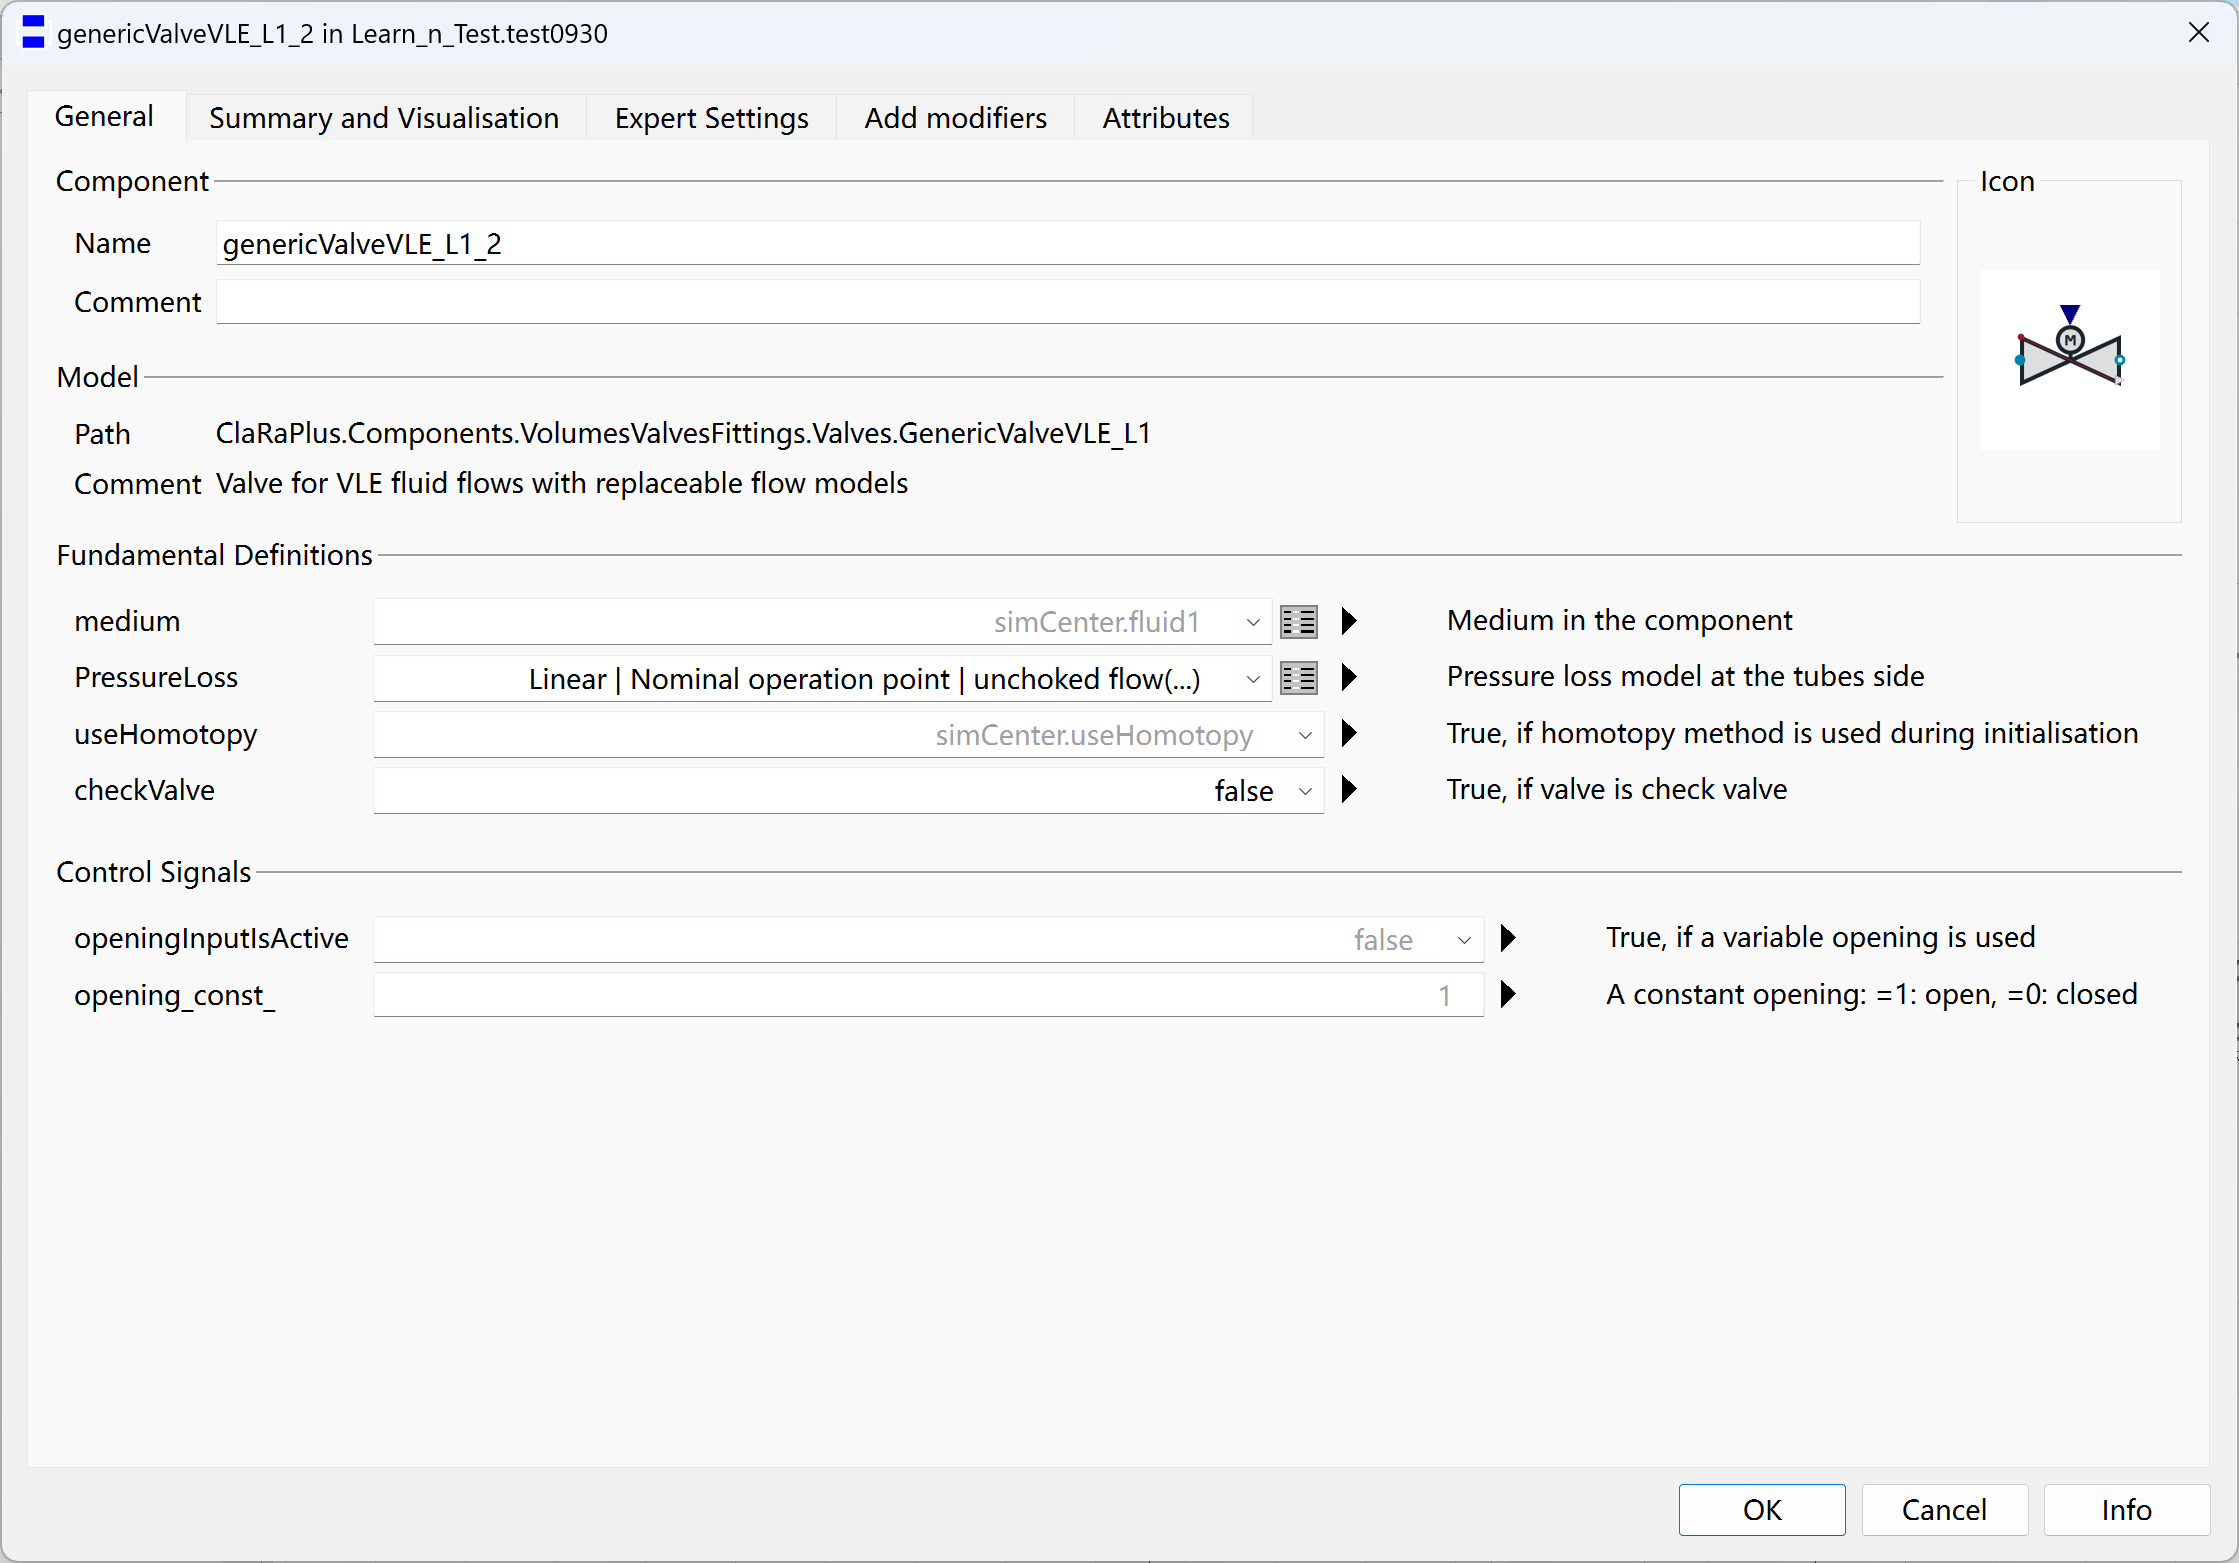 genericValveVLE_L1_2 in Learn_n_Test.test0930
General Summary and Visualisation Expert Settings Add modifiers Attributes
Component
Icon
Name genericValveVLE_L1_2
Comment
M
Model
Path ClaRaPlus.Components.VolumesValvesFittings.Valves.GenericValveVLE_L1
Comment Valve for VLE fluid flows with replaceable flow models
Fundamental Definitions
medium simCenter.fluid1 Medium in the component
PressureLoss Linear | Nominal operation point | unchoked flow(...) Pressure loss model at the tubes side
useHomotopy simCenter.useHomotopy True, if homotopy method is used during initialisation
checkValve false True, if valve is check valve
Control Signals
openingInputIsActive false True, if a variable opening is used
opening_const_ 1 A constant opening: =1: open, =0: closed
OK Cancel Info